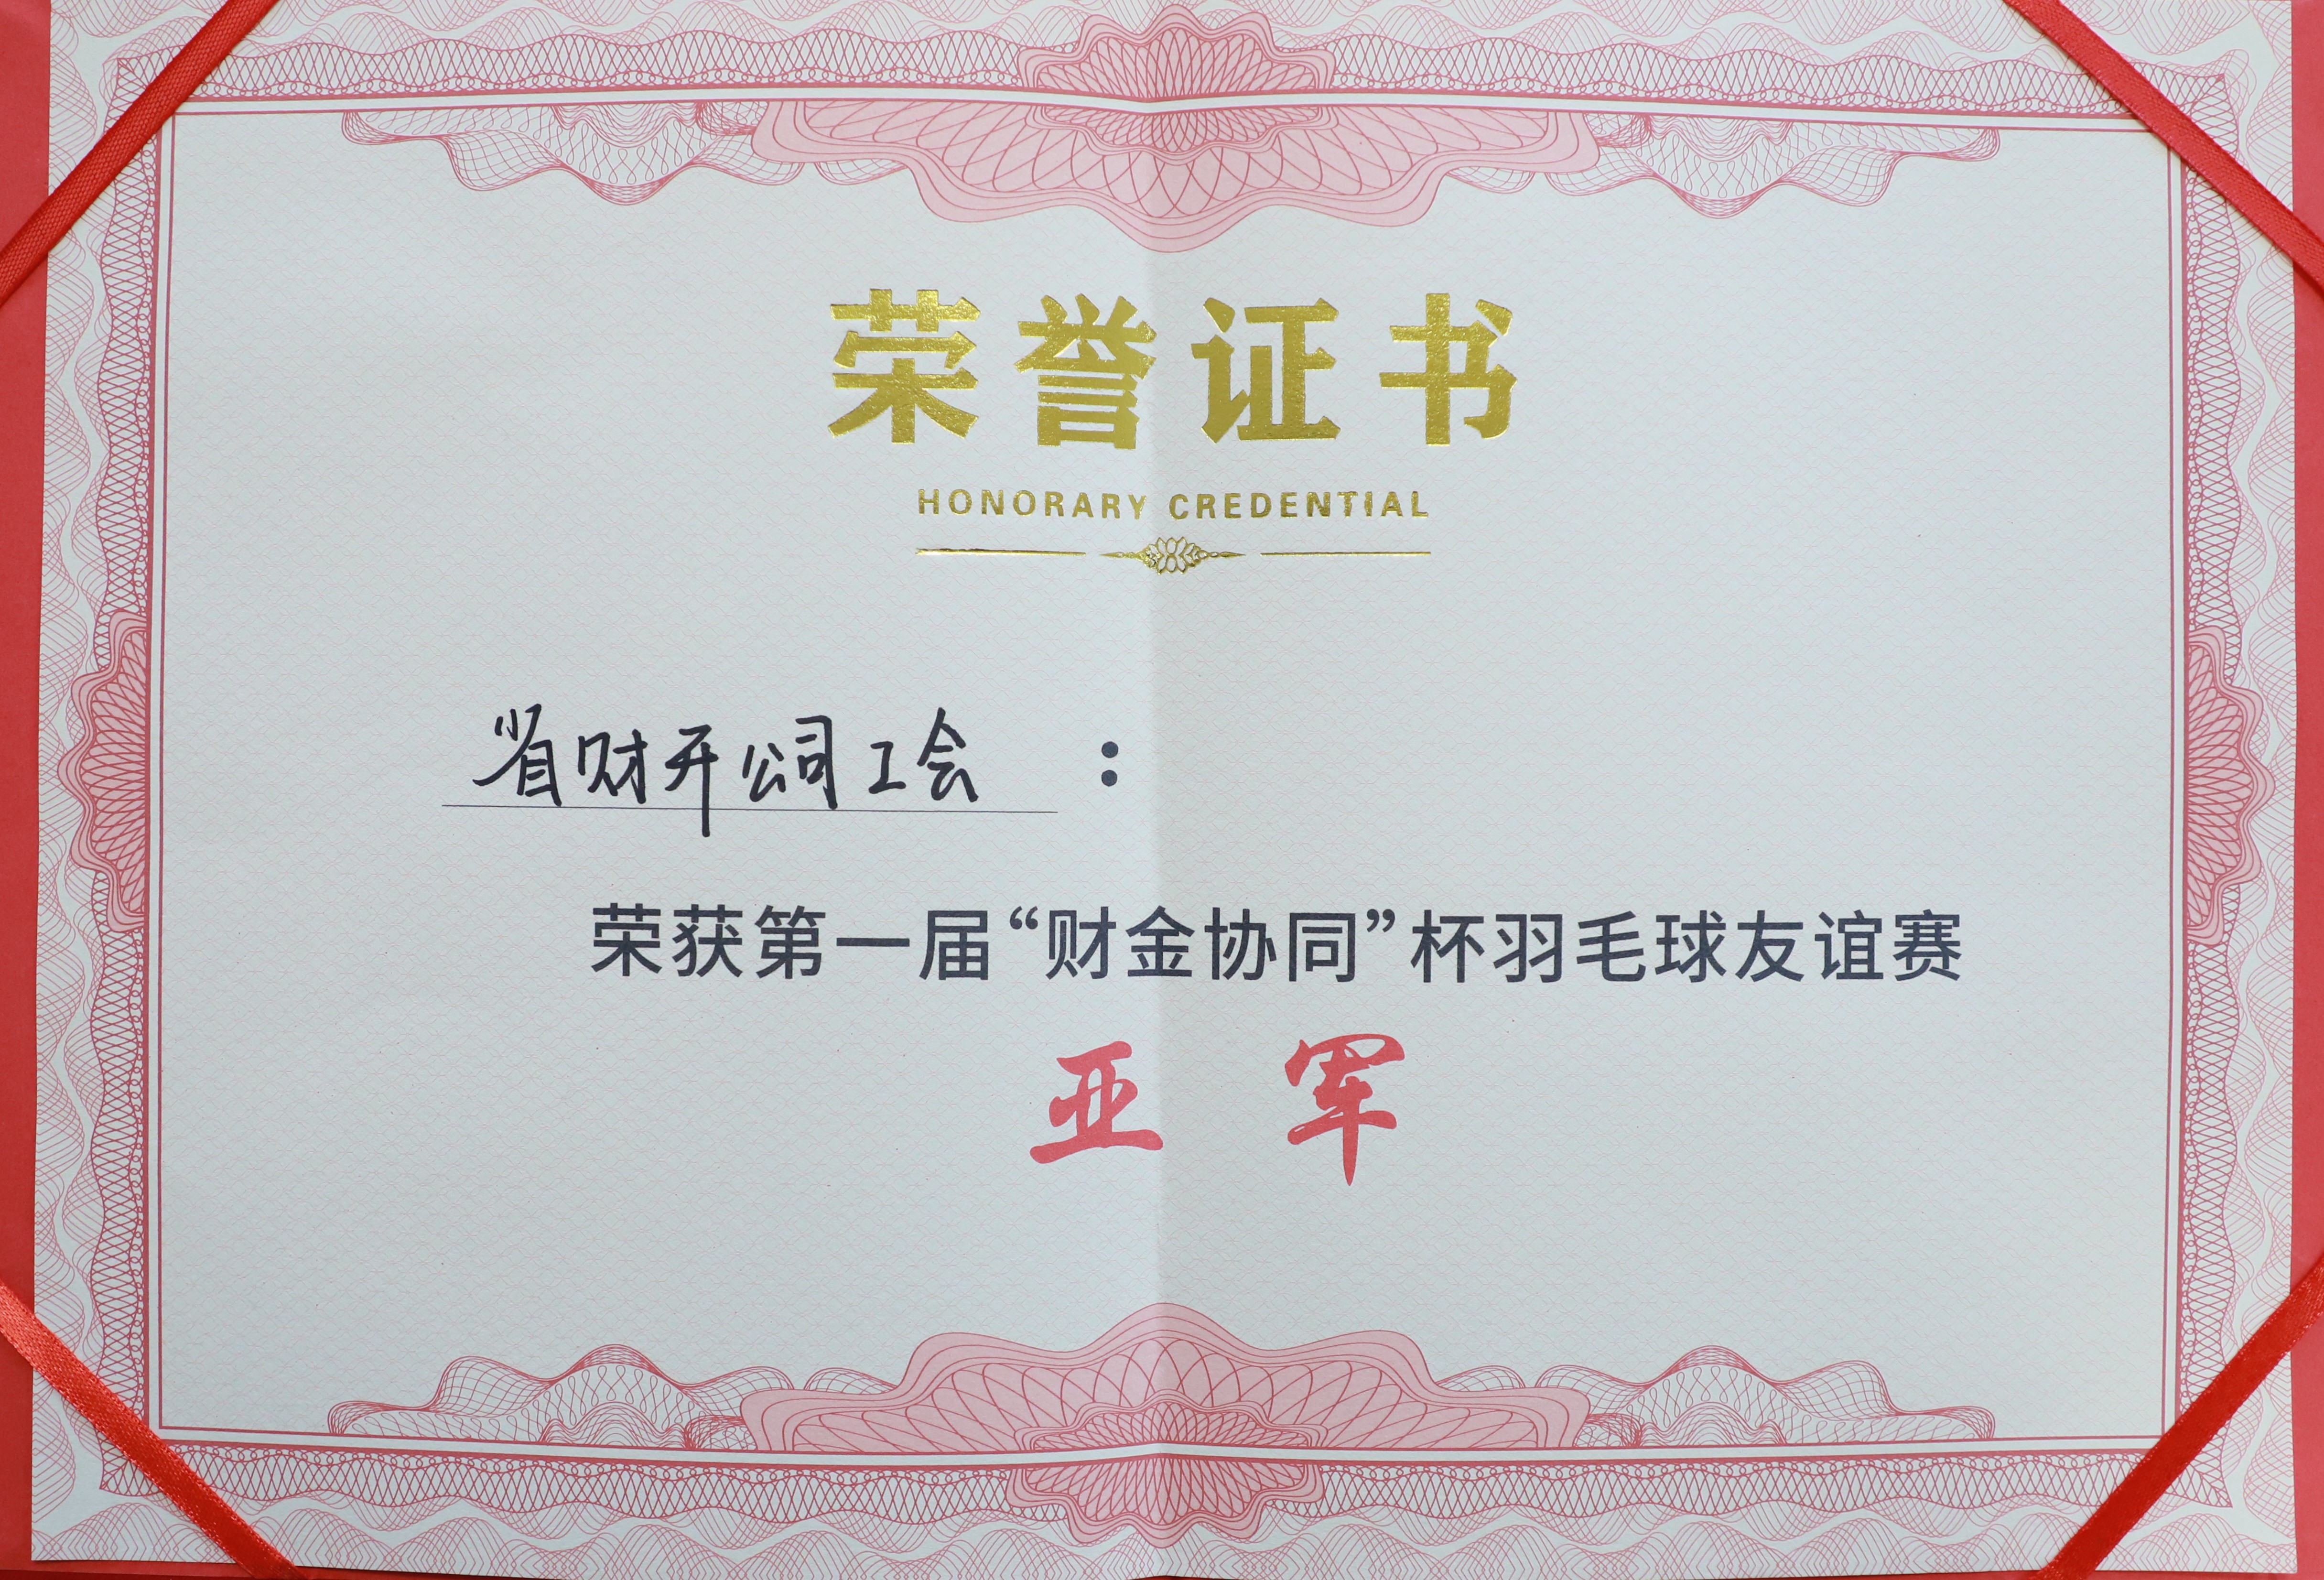 荣誉证书
HONORARY CREDENTIAL
省财开公司工会：
荣获第一届“财金协同”杯羽毛球友谊赛
亚军